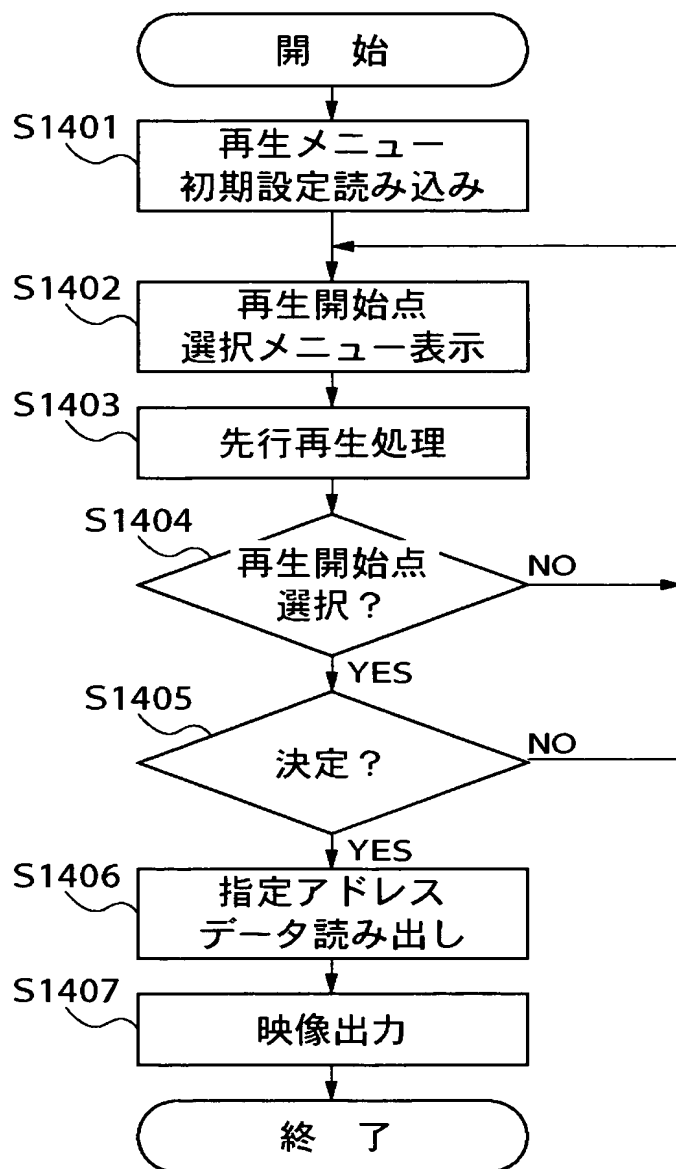 開 始
S1401
再生メニュー
初期設定読み込み
S1402
再生開始点
選択メニュー表示
S1403
先行再生処理
S1404
再生開始点
選択？
NO
YES
S1405
決定？
NO
YES
S1406
指定アドレス
データ読み出し
S1407
映像出力
終 了